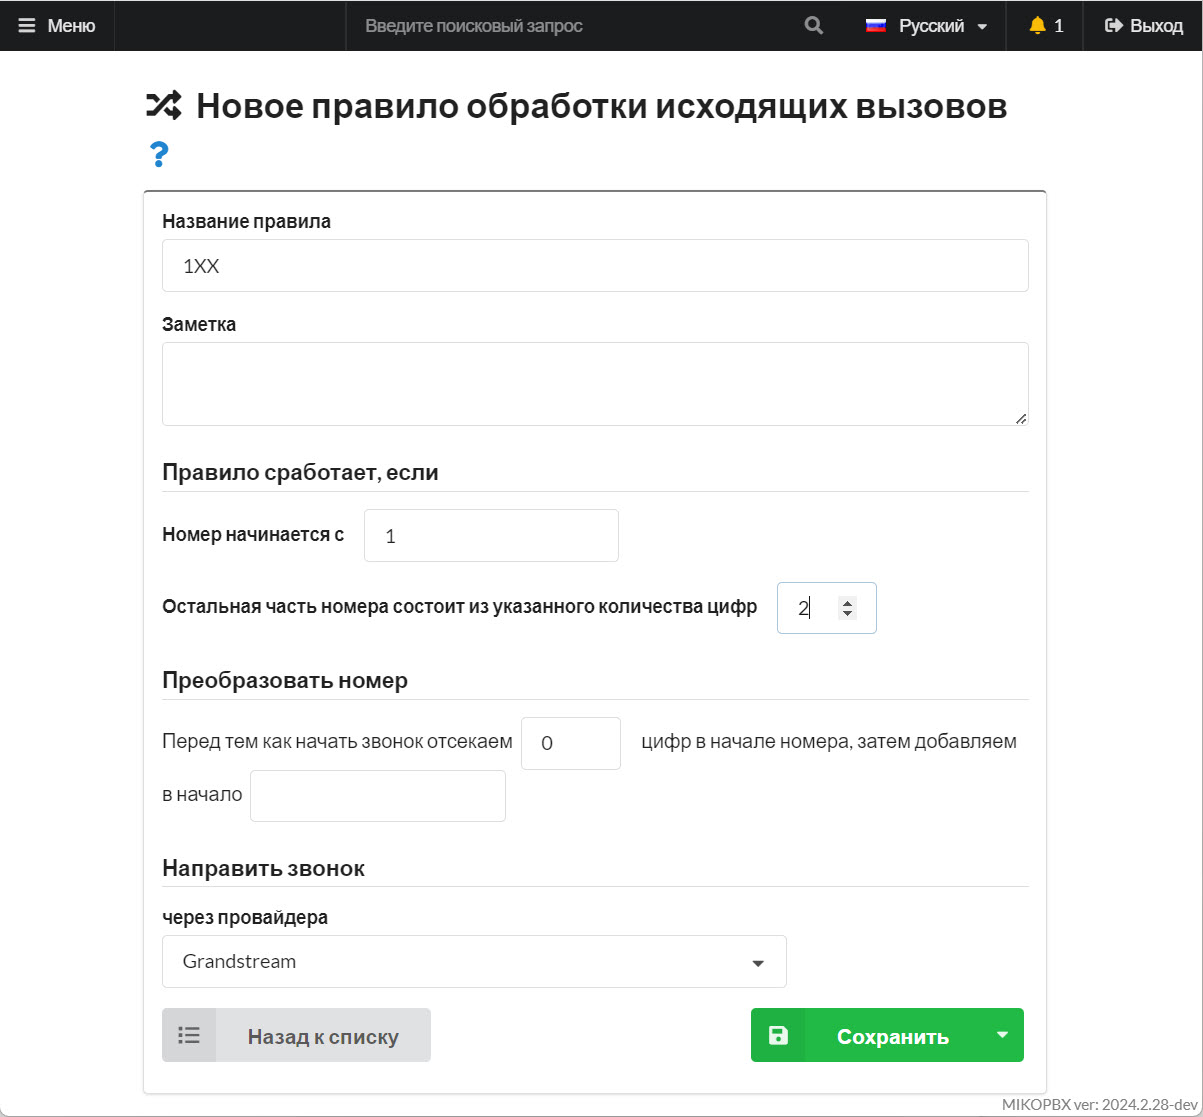 Меню
Введите поисковый запрос
Русский
1
Выход
Новое правило обработки исходящих вызовов
?
Название правила
1XX
Заметка
Правило сработает, если
Номер начинается с 1
Остальная часть номера состоит из указанного количества цифр 2
Преобразовать номер
Перед тем как начать звонок отсекаем 0 цифр в начале номера, затем добавляем
в начало
Направить звонок
через провайдера
Grandstream
Назад к списку
Сохранить
MIKOPBX ver: 2024.2.28-dev